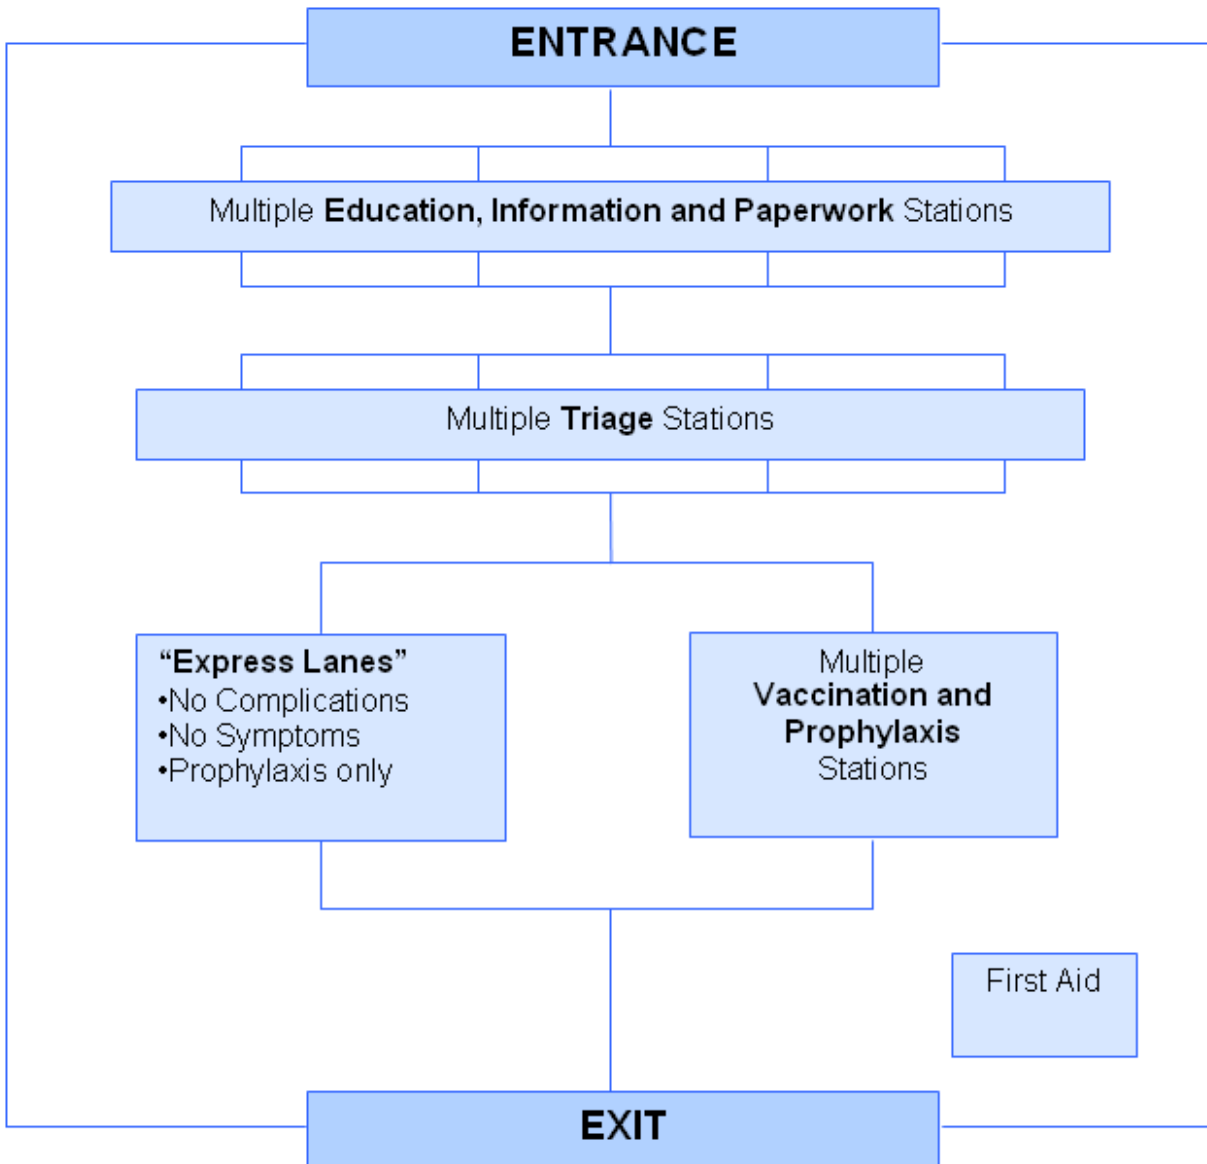 ENTRANCE
Multiple Education, Information and Paperwork Stations
Multiple Triage Stations
“Express Lanes”
•No Complications
•No Symptoms
•Prophylaxis only
Multiple
Vaccination and
Prophylaxis
Stations
First Aid
EXIT